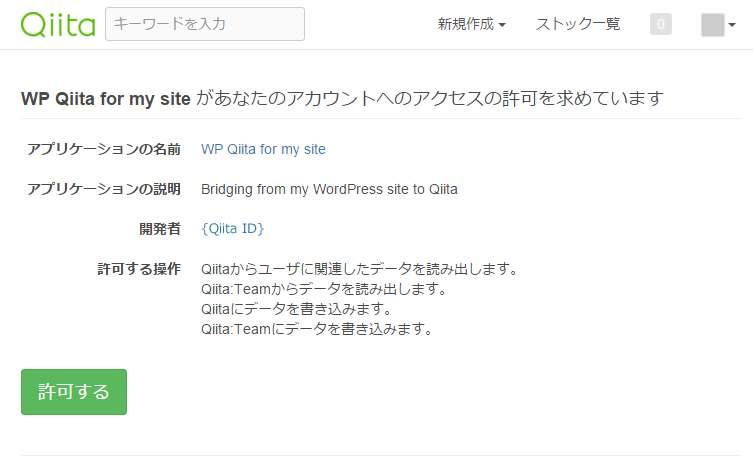 Qiita キーワードを入力 新規作成 ストック一覧 0
WP Qiita for my site があなたのアカウントへのアクセスの許可を求めています
アプリケーションの名前 WP Qiita for my site
アプリケーションの説明 Bridging from my WordPress site to Qiita
開発者 {Qiita ID}
許可する操作 Qiitaからユーザに関連したデータを読み出します。
Qiita:Teamからデータを読み出します。
Qiitaにデータを書き込みます。
Qiita:Teamにデータを書き込みます。
許可する